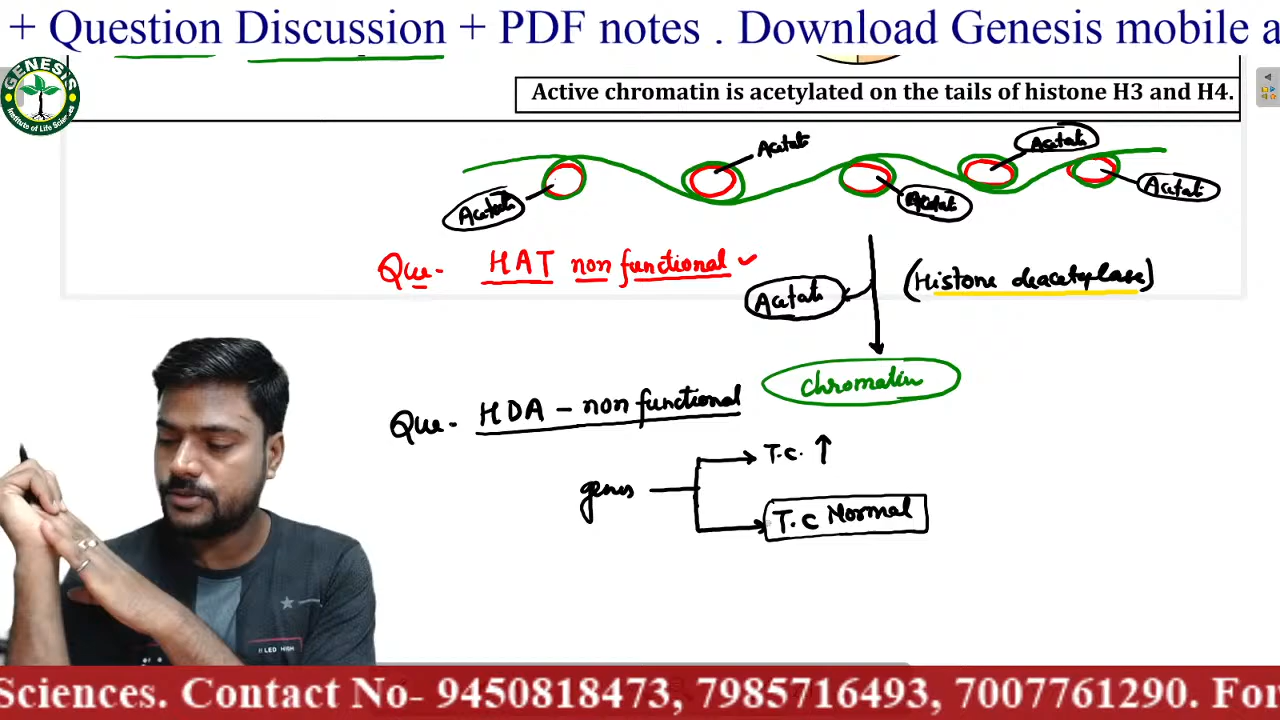 + Question Discussion + PDF notes . Download Genesis mobile a
GENESIS
Institute of Life Sciences
Active chromatin is acetylated on the tails of histone H3 and H4.
Acetate
Acetate
Acetate
Acetate
Acetate
Que- HAT non functional ✓
Acetate
(Histone deacetylase)
chromatin
Que- HDA - non functional
genes
T.C. ↑
T.C Normal
LED HIGH
Sciences. Contact No- 9450818473, 7985716493, 7007761290. For